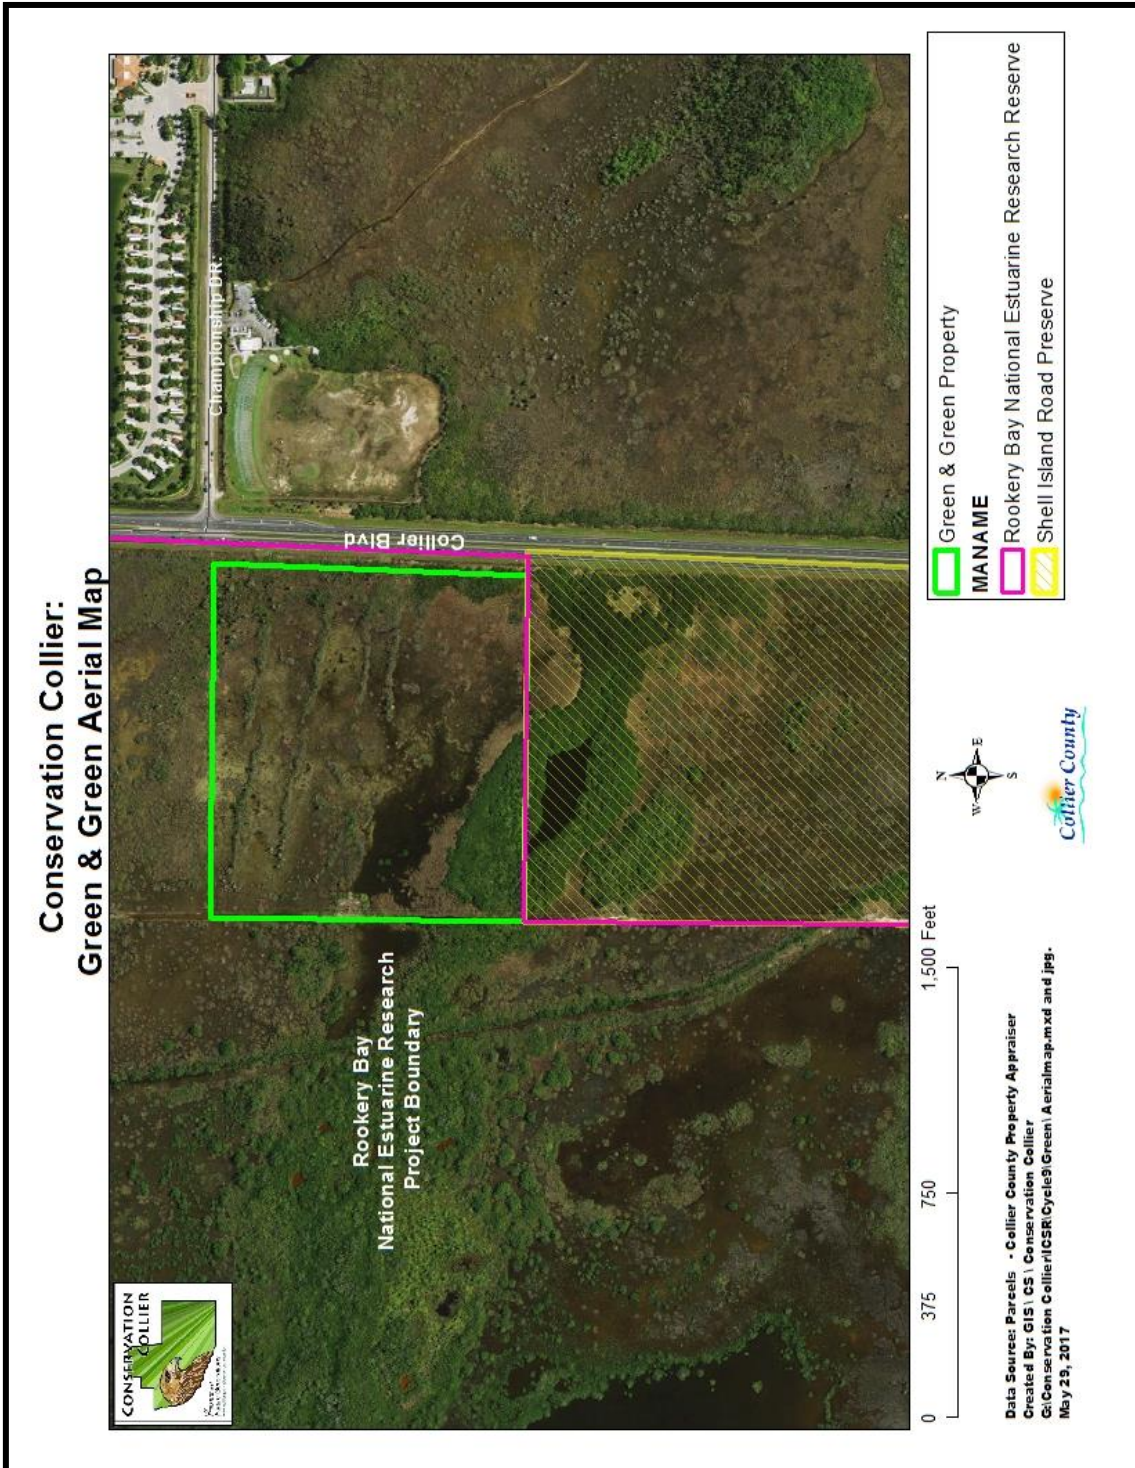 Conservation Collier:
Green & Green Aerial Map
CONSERVATION
COLLIER
Championship DR.
Collier Blvd
Rookery Bay
National Estuarine Research
Project Boundary
Green & Green Property
MANAME
Rookery Bay National Estuarine Research Reserve
Shell Island Road Preserve
0 375 750 1,500 Feet
N
W E
S
Collier County
Data Source: Parcels - Collier County Property Appraiser
Created By: GIS \ CS \ Conservation Collier
G:\Conservation Collier\ICSR\Cycle9\Green\Aerialmap.mxd and jpg.
May 29, 2017